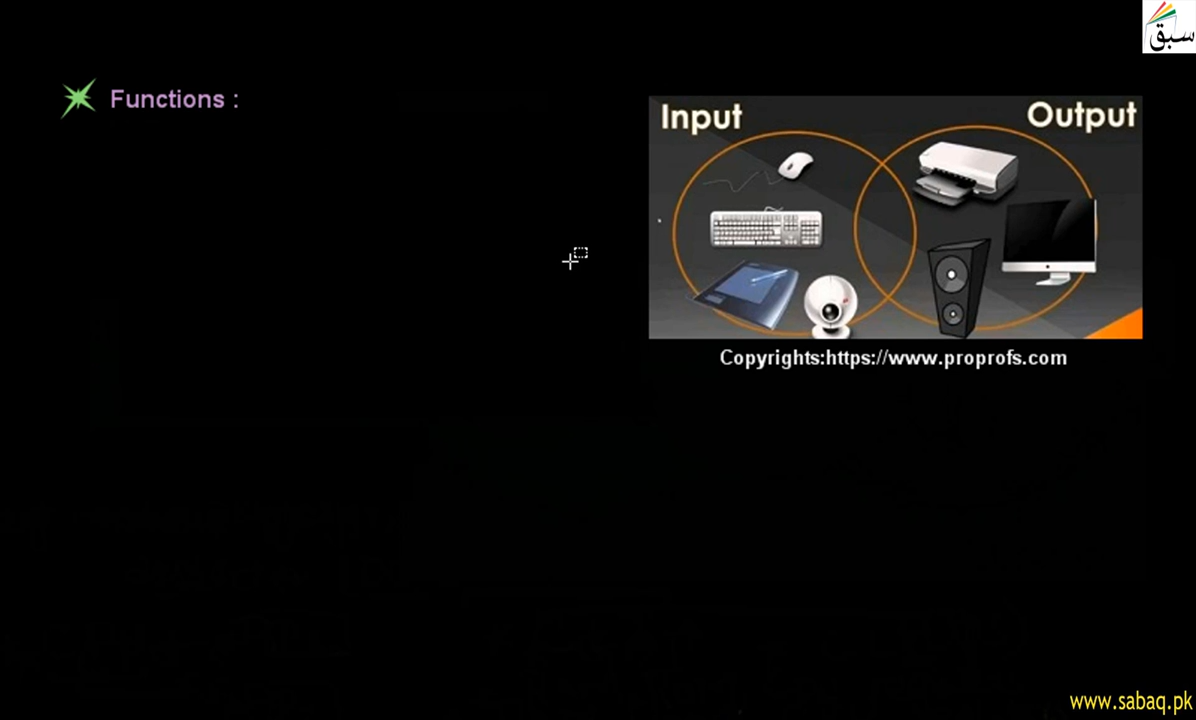 سبق
Functions :
Input
Output
Copyrights:https://www.proprofs.com
www.sabaq.pk